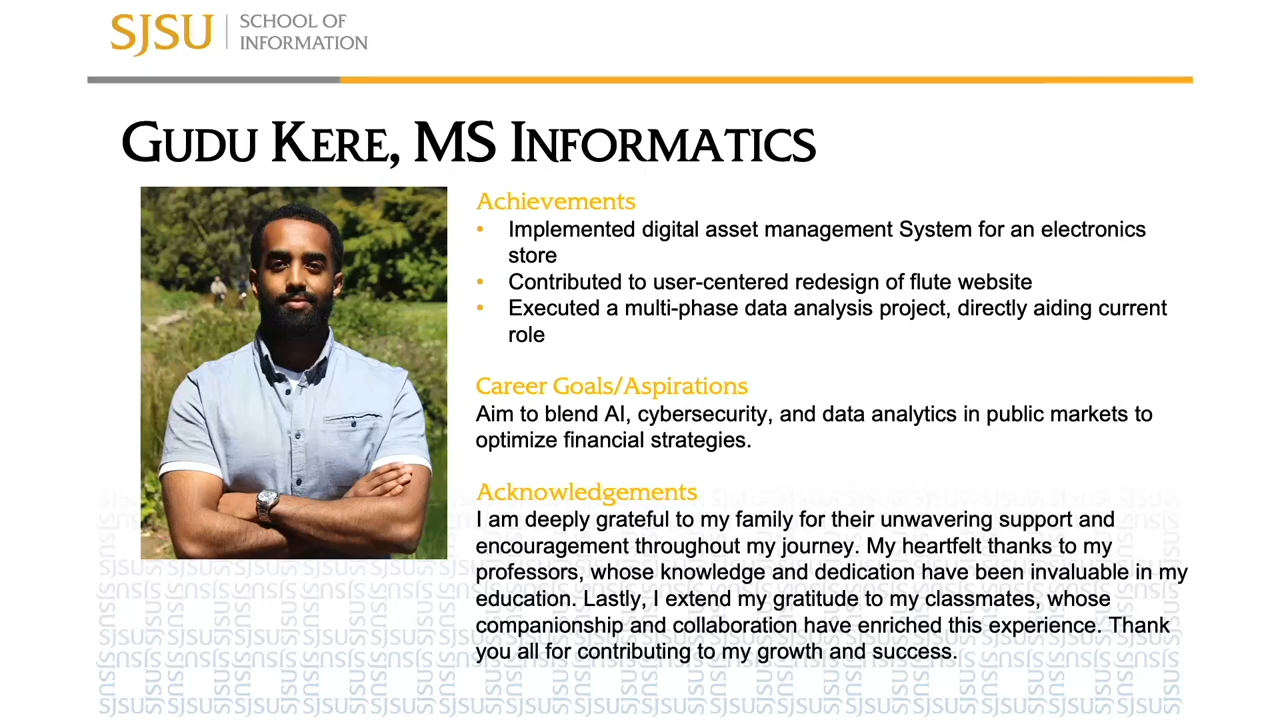 SJSU
SCHOOL OF
INFORMATION
GUDU KERE, MS INFORMATICS
Achievements
• Implemented digital asset management System for an electronics
store
• Contributed to user-centered redesign of flute website
• Executed a multi-phase data analysis project, directly aiding current
role
Career Goals/Aspirations
Aim to blend AI, cybersecurity, and data analytics in public markets to
optimize financial strategies.
Acknowledgements
I am deeply grateful to my family for their unwavering support and
encouragement throughout my journey. My heartfelt thanks to my
professors, whose knowledge and dedication have been invaluable in my
education. Lastly, I extend my gratitude to my classmates, whose
companionship and collaboration have enriched this experience. Thank
you all for contributing to my growth and success.